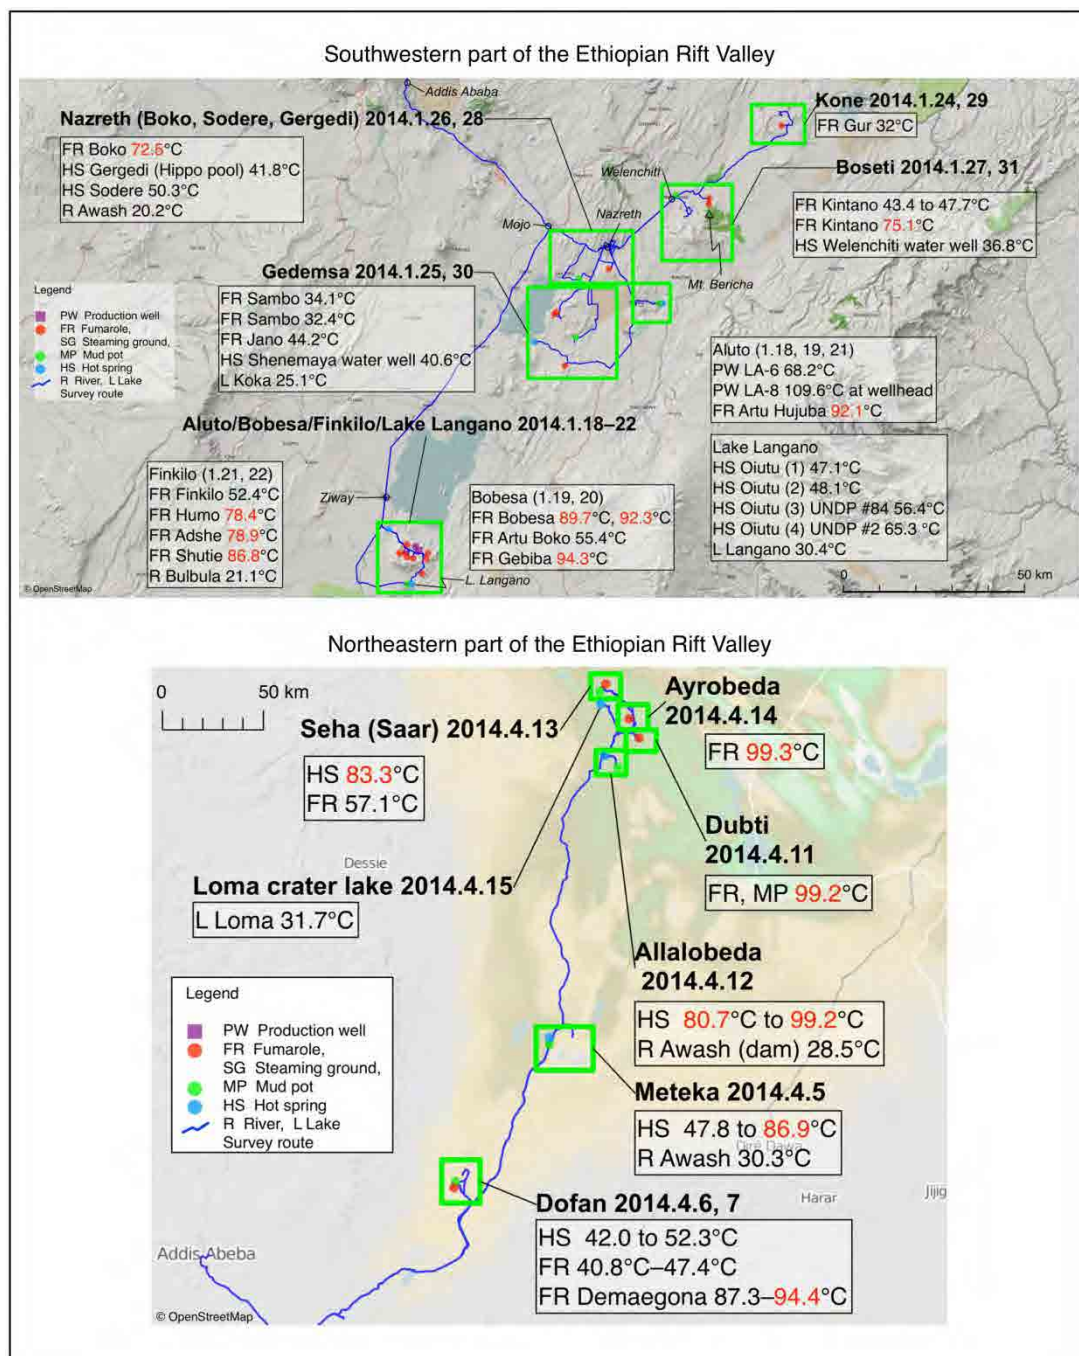 Southwestern part of the Ethiopian Rift Valley
Addis Ababa
Nazreth (Boko, Sodere, Gergedi) 2014.1.26, 28
FR Boko 72.5°C
HS Gergedi (Hippo pool) 41.8°C
HS Sodere 50.3°C
R Awash 20.2°C
Kone 2014.1.24, 29
FR Gur 32°C
Welenchiti
Boseti 2014.1.27, 31
FR Kintano 43.4 to 47.7°C
FR Kintano 75.1°C
HS Welenchiti water well 36.8°C
Nazreth
Mojo
Mt. Bericha
Gedemsa 2014.1.25, 30
FR Sambo 34.1°C
FR Sambo 32.4°C
FR Jano 44.2°C
HS Shenemaya water well 40.6°C
L Koka 25.1°C
Legend
PW Production well
FR Fumarole,
SG Steaming ground,
MP Mud pot
HS Hot spring
R River, L Lake
Survey route
Aluto (1.18, 19, 21)
PW LA-6 68.2°C
PW LA-8 109.6°C at wellhead
FR Artu Hujuba 92.1°C
Aluto/Bobesa/Finkilo/Lake Langano 2014.1.18–22
Lake Langano
HS Oiutu (1) 47.1°C
HS Oiutu (2) 48.1°C
HS Oiutu (3) UNDP #84 56.4°C
HS Oiutu (4) UNDP #2 65.3 °C
L Langano 30.4°C
Finkilo (1.21, 22)
FR Finkilo 52.4°C
FR Humo 78.4°C
FR Adshe 78.9°C
FR Shutie 86.8°C
R Bulbula 21.1°C
Ziway
Bobesa (1.19, 20)
FR Bobesa 89.7°C, 92.3°C
FR Artu Boko 55.4°C
FR Gebiba 94.3°C
L. Langano
0 50 km
© OpenStreetMap
Northeastern part of the Ethiopian Rift Valley
0 50 km
Seha (Saar) 2014.4.13
HS 83.3°C
FR 57.1°C
Ayrobeda
2014.4.14
FR 99.3°C
Dubti
2014.4.11
FR, MP 99.2°C
Dessie
Loma crater lake 2014.4.15
L Loma 31.7°C
Allalobeda
2014.4.12
HS 80.7°C to 99.2°C
R Awash (dam) 28.5°C
Legend
PW Production well
FR Fumarole,
SG Steaming ground,
MP Mud pot
HS Hot spring
R River, L Lake
Survey route
Meteka 2014.4.5
HS 47.8 to 86.9°C
R Awash 30.3°C
Diré Dawa
Harar
Jijig
Dofan 2014.4.6, 7
HS 42.0 to 52.3°C
FR 40.8°C–47.4°C
FR Demaegona 87.3–94.4°C
Addis Abeba
© OpenStreetMap